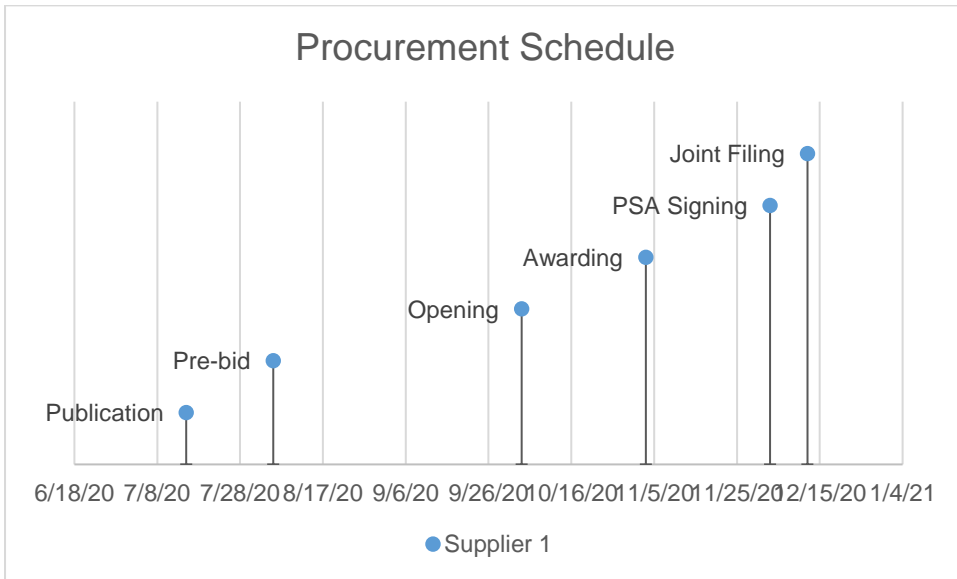 Procurement Schedule
Joint Filing
PSA Signing
Awarding
Opening
Pre-bid
Publication
6/18/20 7/8/20 7/28/20 8/17/20 9/6/20 9/26/20 10/16/20 11/5/20 11/25/20 12/15/20 1/4/21
Supplier 1